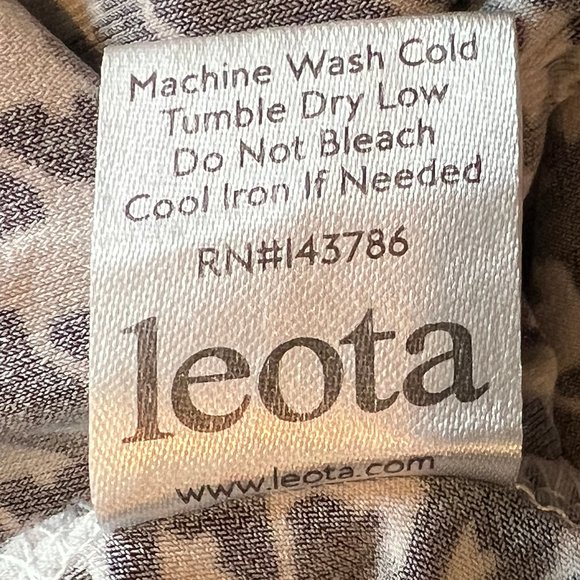 Machine Wash Cold
Tumble Dry Low
Do Not Bleach
Cool Iron If Needed
RN#143786
leota
www.leota.com